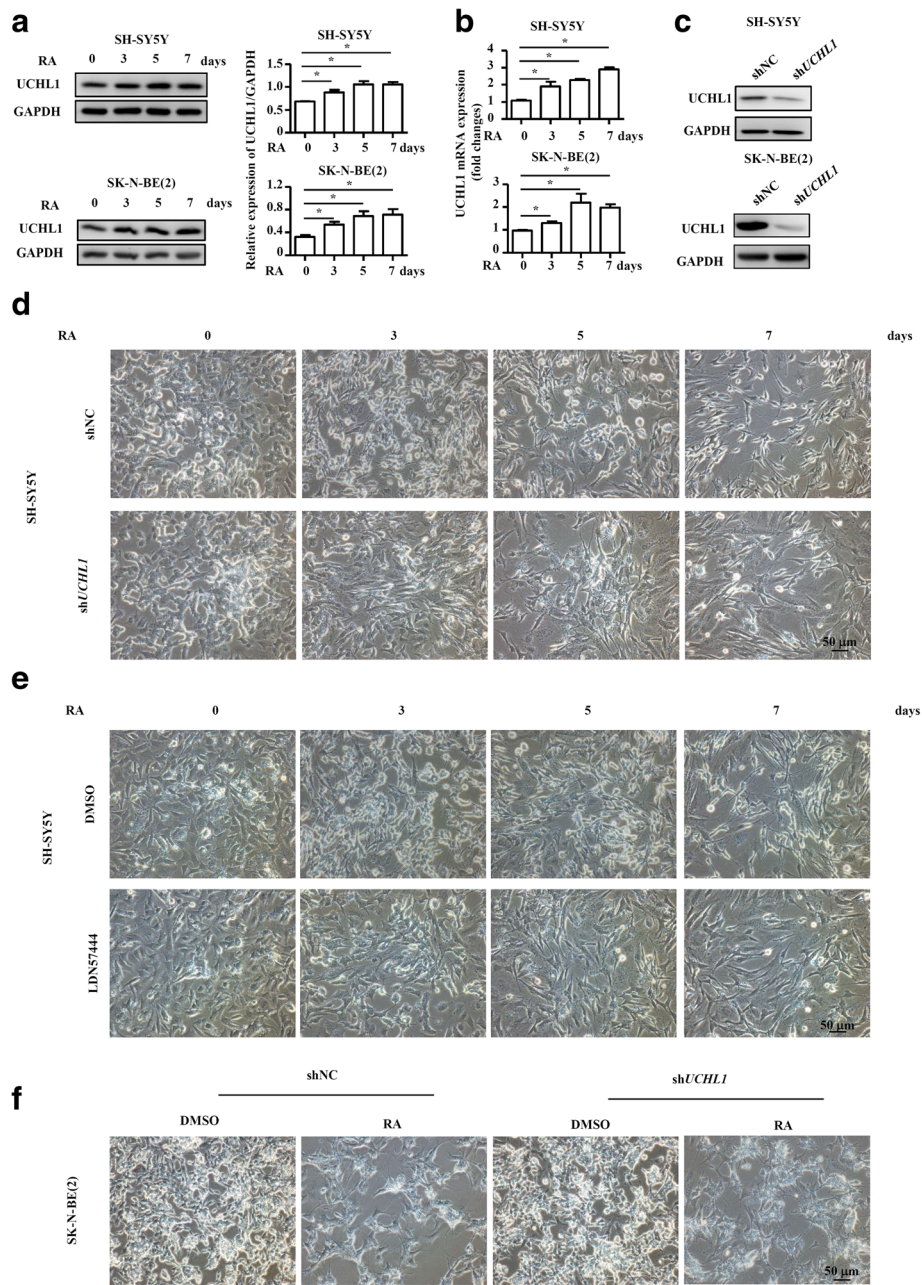 a
SH-SY5Y
RA 0 3 5 7 days
UCHL1
GAPDH
SK-N-BE(2)
RA 0 3 5 7 days
UCHL1
GAPDH
Relative expression of UCHL1/GAPDH
SH-SY5Y
* * *
1.5
1.0
0.5
0.0
RA 0 3 5 7 days
SK-N-BE(2)
* * *
1.2
0.8
0.4
0.0
RA 0 3 5 7 days
b
UCHL1 mRNA expression
(fold changes)
SH-SY5Y
* * *
4
3
2
1
0
RA 0 3 5 7 days
SK-N-BE(2)
* * *
3
2
1
0
RA 0 3 5 7 days
c
SH-SY5Y
shNC shUCHL1
UCHL1
GAPDH
SK-N-BE(2)
shNC shUCHL1
UCHL1
GAPDH
d
RA 0 3 5 7 days
SH-SY5Y
shNC
shUCHL1
50 μm
e
RA 0 3 5 7 days
SH-SY5Y
DMSO
LDN57444
50 μm
f
shNC shUCHL1
DMSO RA DMSO RA
SK-N-BE(2)
50 μm